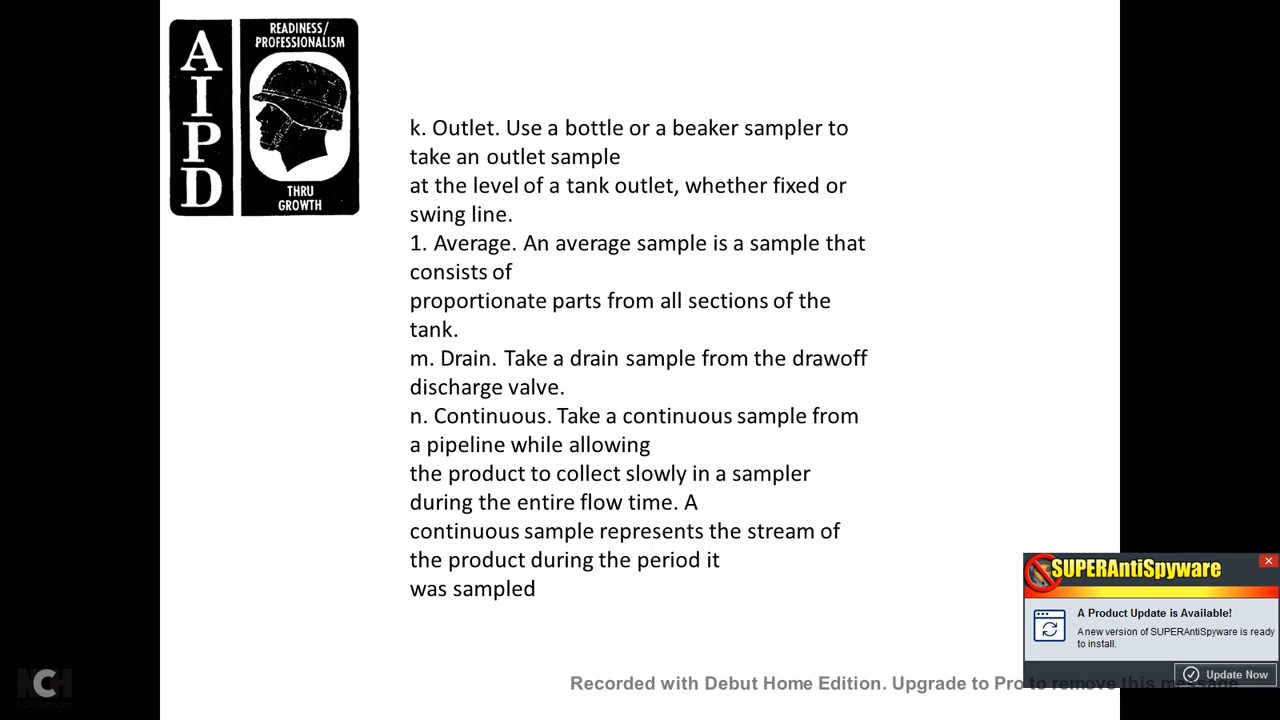 A
I
P
D
READINESS/
PROFESSIONALISM
THRU
GROWTH
k. Outlet. Use a bottle or a beaker sampler to
take an outlet sample
at the level of a tank outlet, whether fixed or
swing line.
1. Average. An average sample is a sample that
consists of
proportionate parts from all sections of the
tank.
m. Drain. Take a drain sample from the drawoff
discharge valve.
n. Continuous. Take a continuous sample from
a pipeline while allowing
the product to collect slowly in a sampler
during the entire flow time. A
continuous sample represents the stream of
the product during the period it
was sampled
SUPERAntiSpyware
A Product Update is Available!
A new version of SUPERAntiSpyware is ready
to install.
Update Now
NCH
NCH Software
Recorded with Debut Home Edition. Upgrade to Pro to remove this message